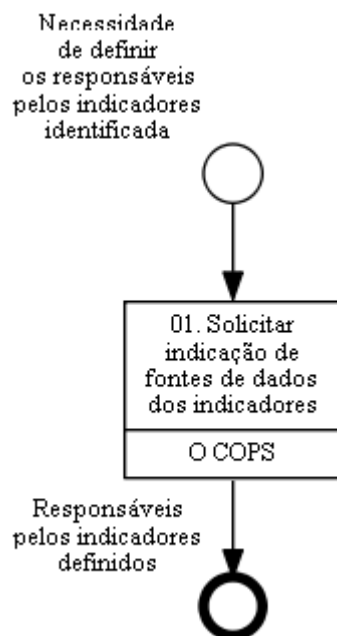 Necessidade
de definir
os responsáveis
pelos indicadores
identificada
01. Solicitar
indicação de
fontes de dados
dos indicadores
O COPS
Responsáveis
pelos indicadores
definidos